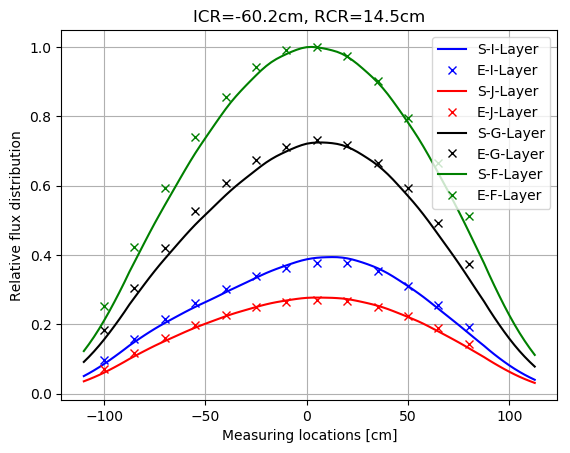 ICR=-60.2cm, RCR=14.5cm
Relative flux distribution
1.0
0.8
0.6
0.4
0.2
0.0
−100
−50
0
50
100
Measuring locations [cm]
S-I-Layer
E-I-Layer
S-J-Layer
E-J-Layer
S-G-Layer
E-G-Layer
S-F-Layer
E-F-Layer